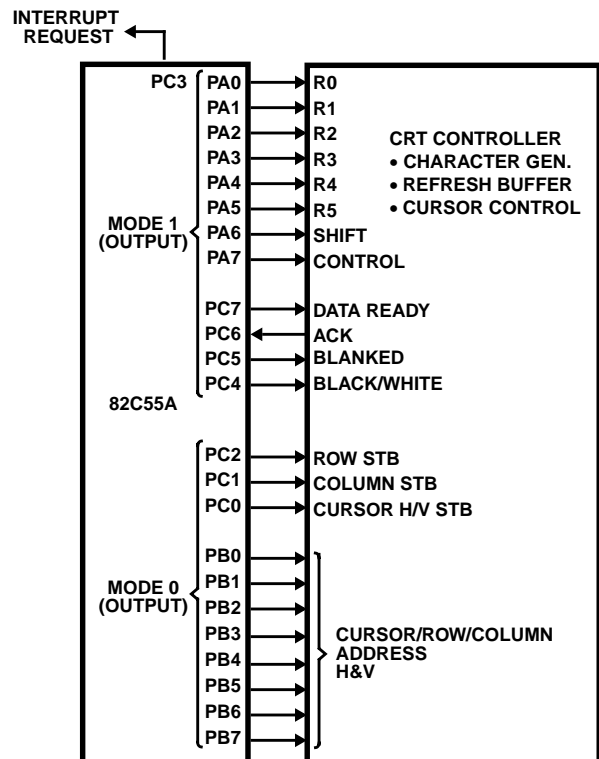 INTERRUPT
REQUEST
PC3 PA0 R0
PA1 R1
PA2 R2
PA3 R3
PA4 R4
PA5 R5
PA6 SHIFT
PA7 CONTROL
CRT CONTROLLER
• CHARACTER GEN.
• REFRESH BUFFER
• CURSOR CONTROL
MODE 1
(OUTPUT)
PC7 DATA READY
PC6 ACK
PC5 BLANKED
PC4 BLACK/WHITE
82C55A
PC2 ROW STB
PC1 COLUMN STB
PC0 CURSOR H/V STB
MODE 0
(OUTPUT)
PB0
PB1
PB2
PB3
PB4
PB5
PB6
PB7
CURSOR/ROW/COLUMN
ADDRESS
H&V